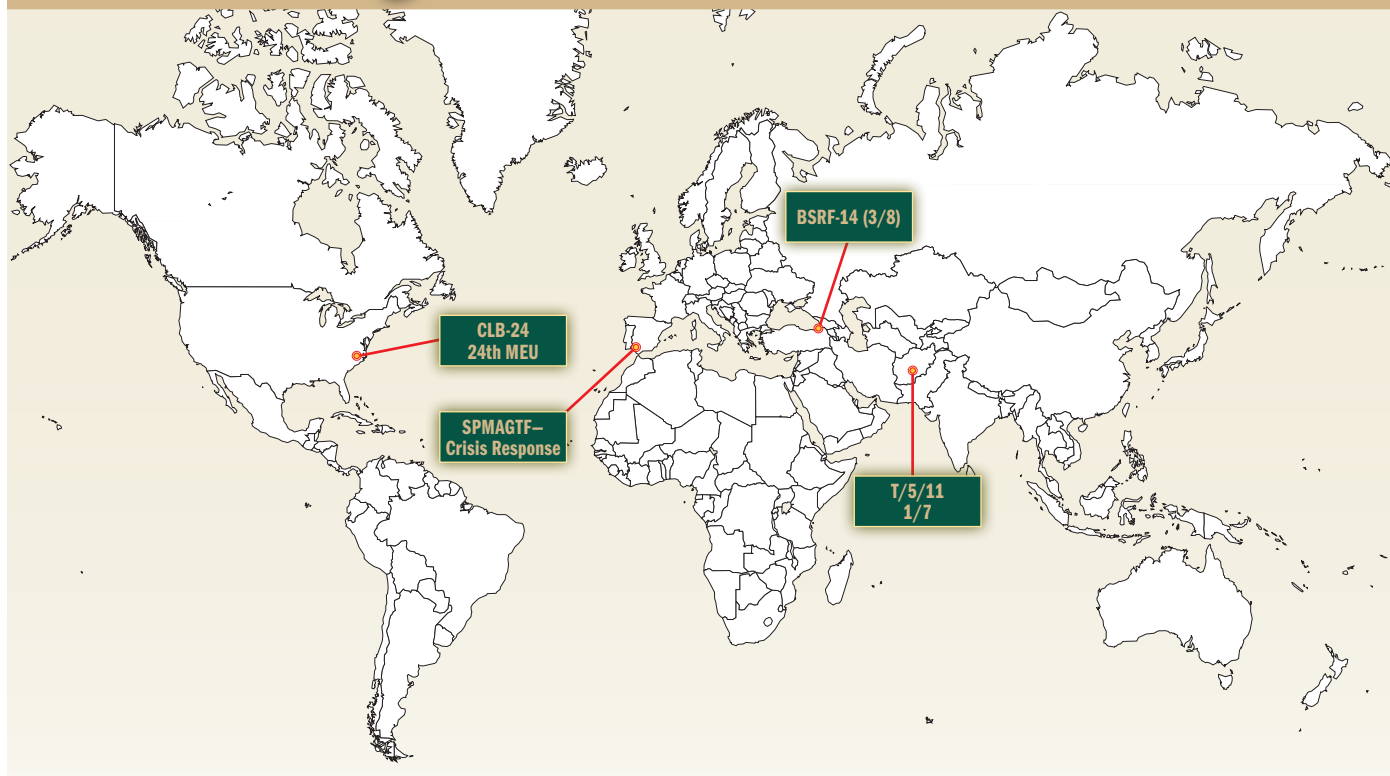 BSRF-14 (3/8)
CLB-24
24th MEU
SPMAGTF–
Crisis Response
T/5/11
1/7